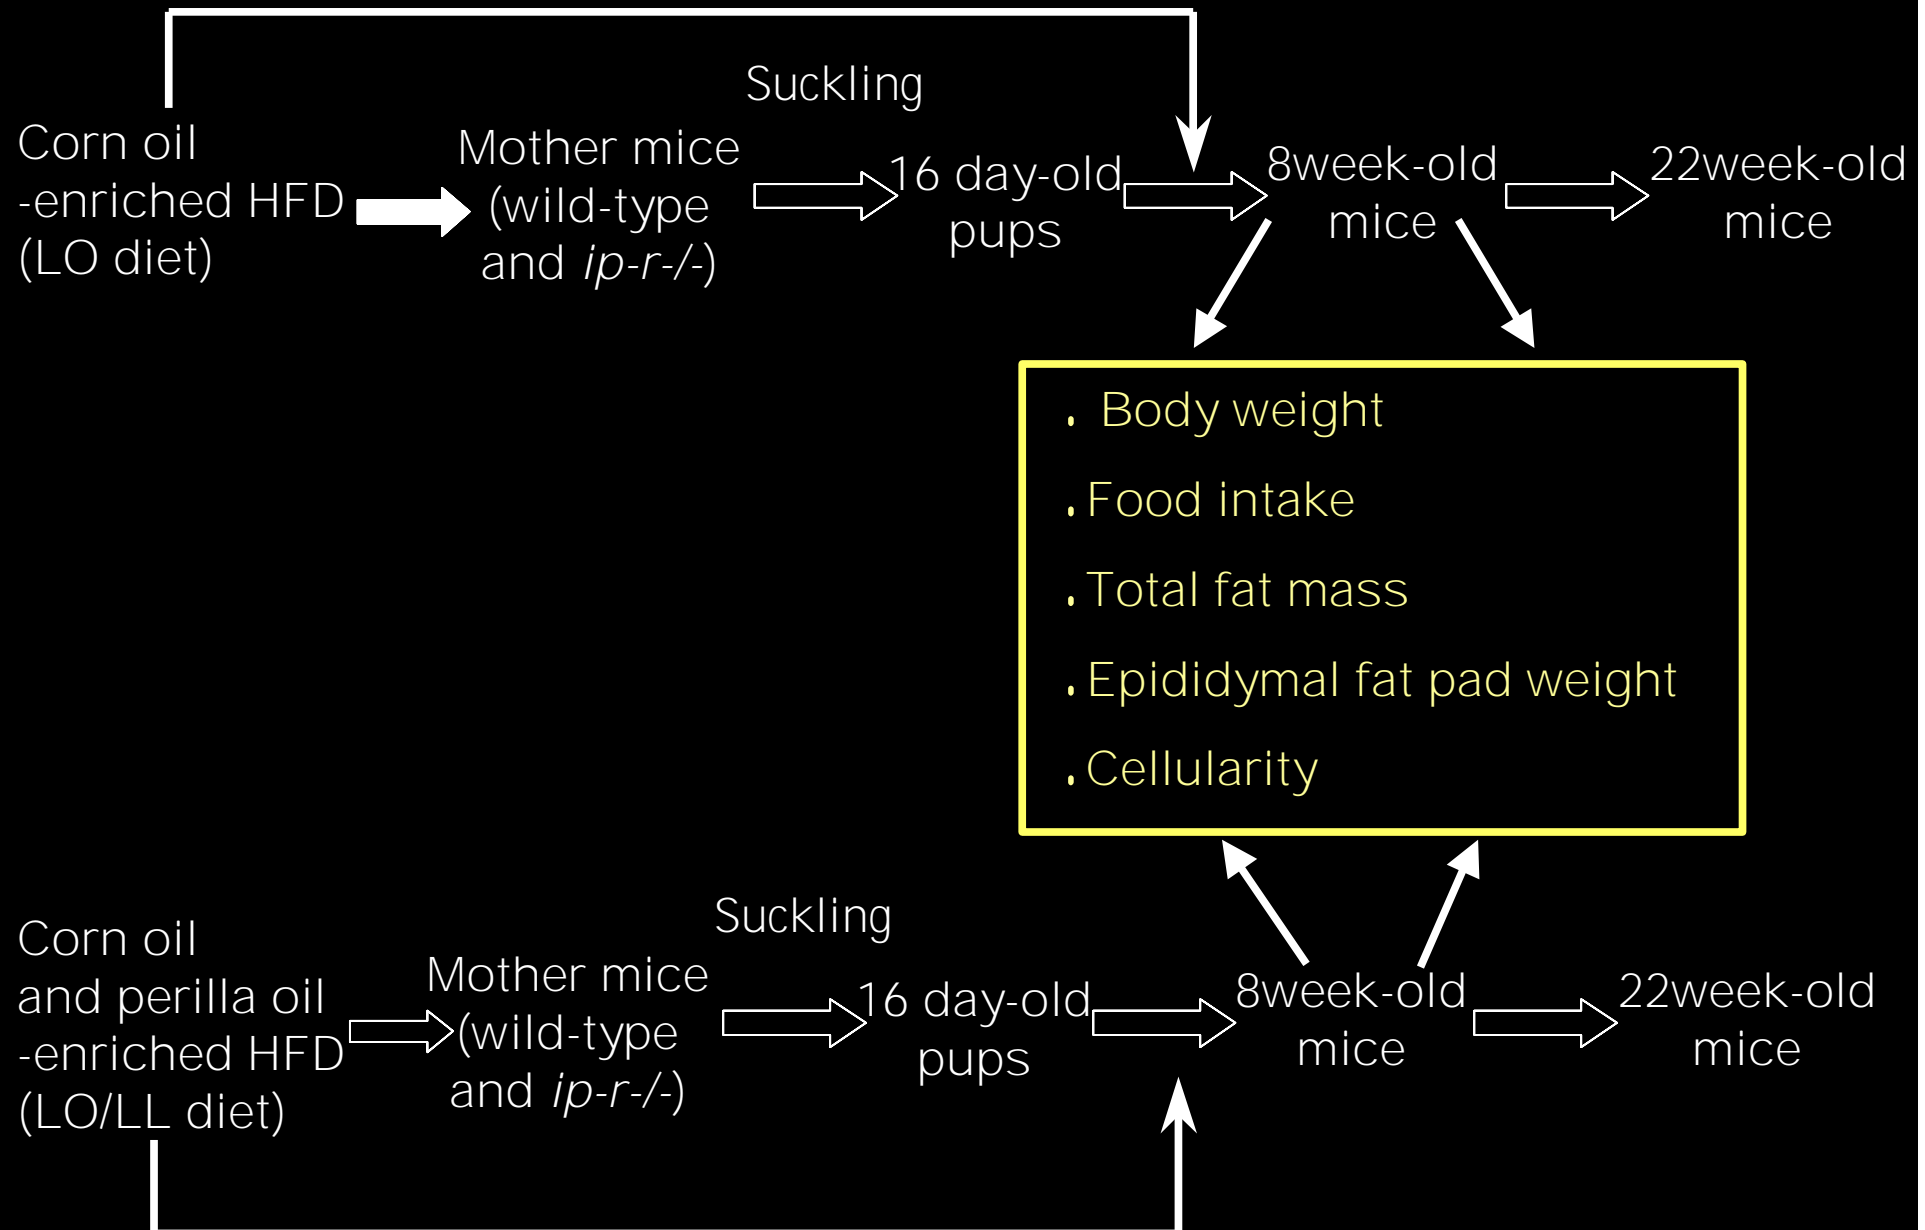 Suckling
Corn oil
-enriched HFD
(LO diet)
Mother mice
(wild-type
and ip-r-/-)
16 day-old
pups
8week-old
mice
22week-old
mice
. Body weight
. Food intake
. Total fat mass
. Epididymal fat pad weight
. Cellularity
Suckling
Corn oil
and perilla oil
-enriched HFD
(LO/LL diet)
Mother mice
(wild-type
and ip-r-/-)
16 day-old
pups
8week-old
mice
22week-old
mice